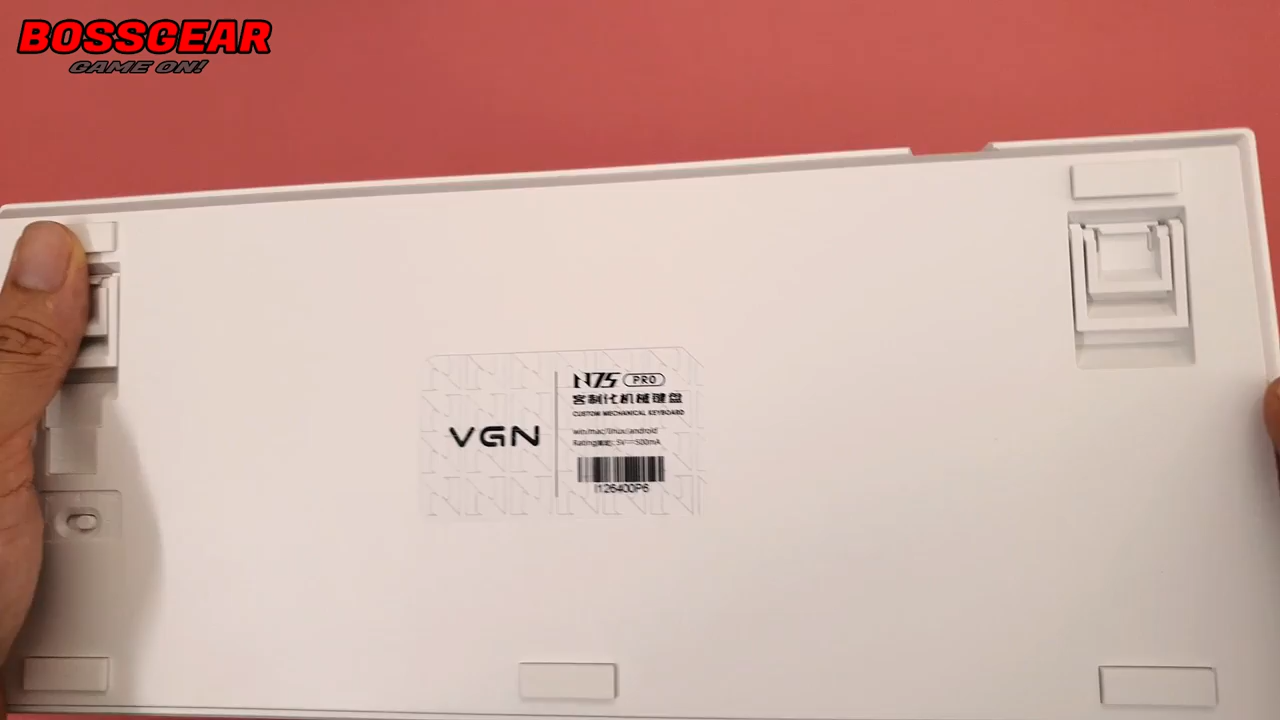 BOSSGEAR
GAME ON!
VGN
N75 PRO
客制化机械键盘
CUSTOM MECHANICAL KEYBOARD
win/mac/linux/android
Rating(额定): 5V⎓500mA
I126400P6